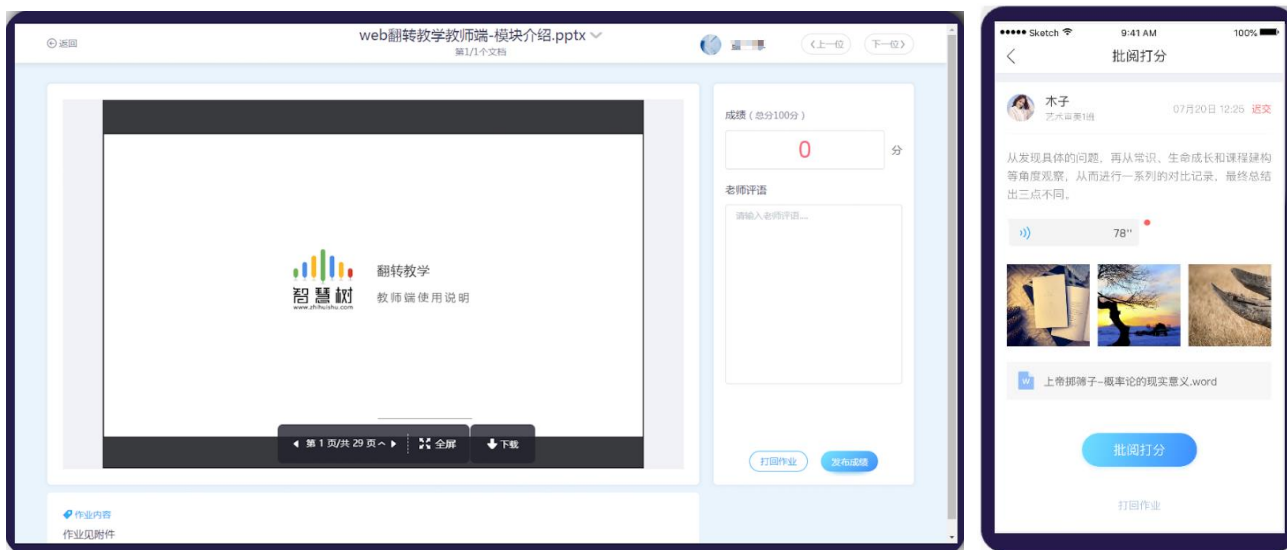 返回
web翻转教学教师端-模块介绍.pptx
第1/1个文档
《上一位
下一位》
成绩（总分100分）
0
分
老师评语
请输入老师评语...
智慧树
www.zhihuishu.com
翻转教学
教师端使用说明
第 1 页/共 29 页
全屏
下载
打回作业
发布成绩
作业内容
作业见附件
Sketch
9:41 AM
100%
批阅打分
木子
艺术审美1班
07月20日 12:25 迟交
从发现具体的问题，再从常识、生命成长和课程建构
等角度观察，从而进行一系列的对比记录，最终总结
出三点不同。
78''
W
上帝掷筛子-概率论的现实意义.word
批阅打分
打回作业